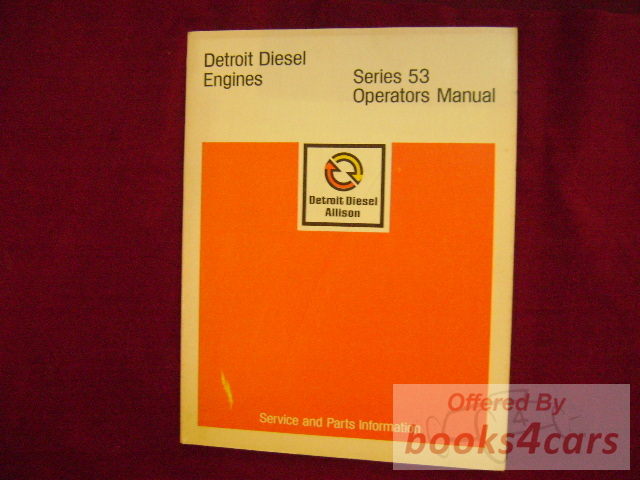 Detroit Diesel
Engines
Series 53
Operators Manual
Detroit Diesel
Allison
Service and Parts Information
Offered By
books4cars